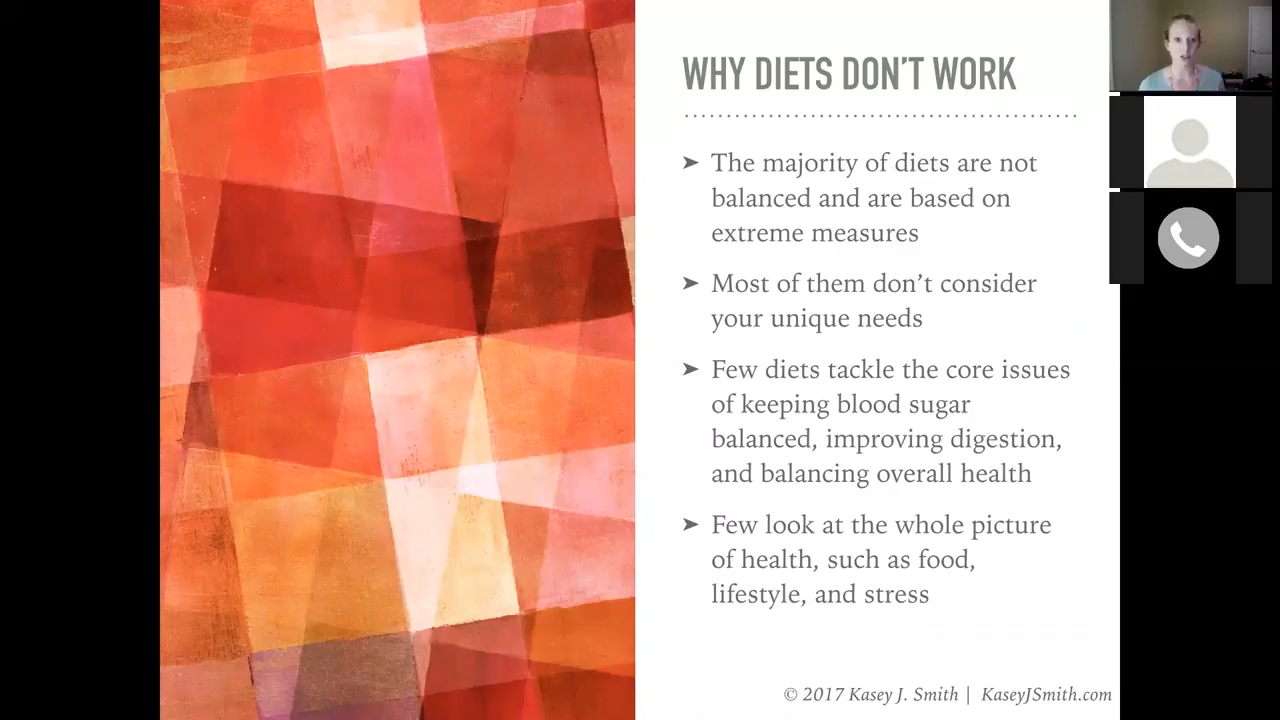 WHY DIETS DON’T WORK
➤ The majority of diets are not
balanced and are based on
extreme measures
➤ Most of them don’t consider
your unique needs
➤ Few diets tackle the core issues
of keeping blood sugar
balanced, improving digestion,
and balancing overall health
➤ Few look at the whole picture
of health, such as food,
lifestyle, and stress
© 2017 Kasey J. Smith | KaseyJSmith.com